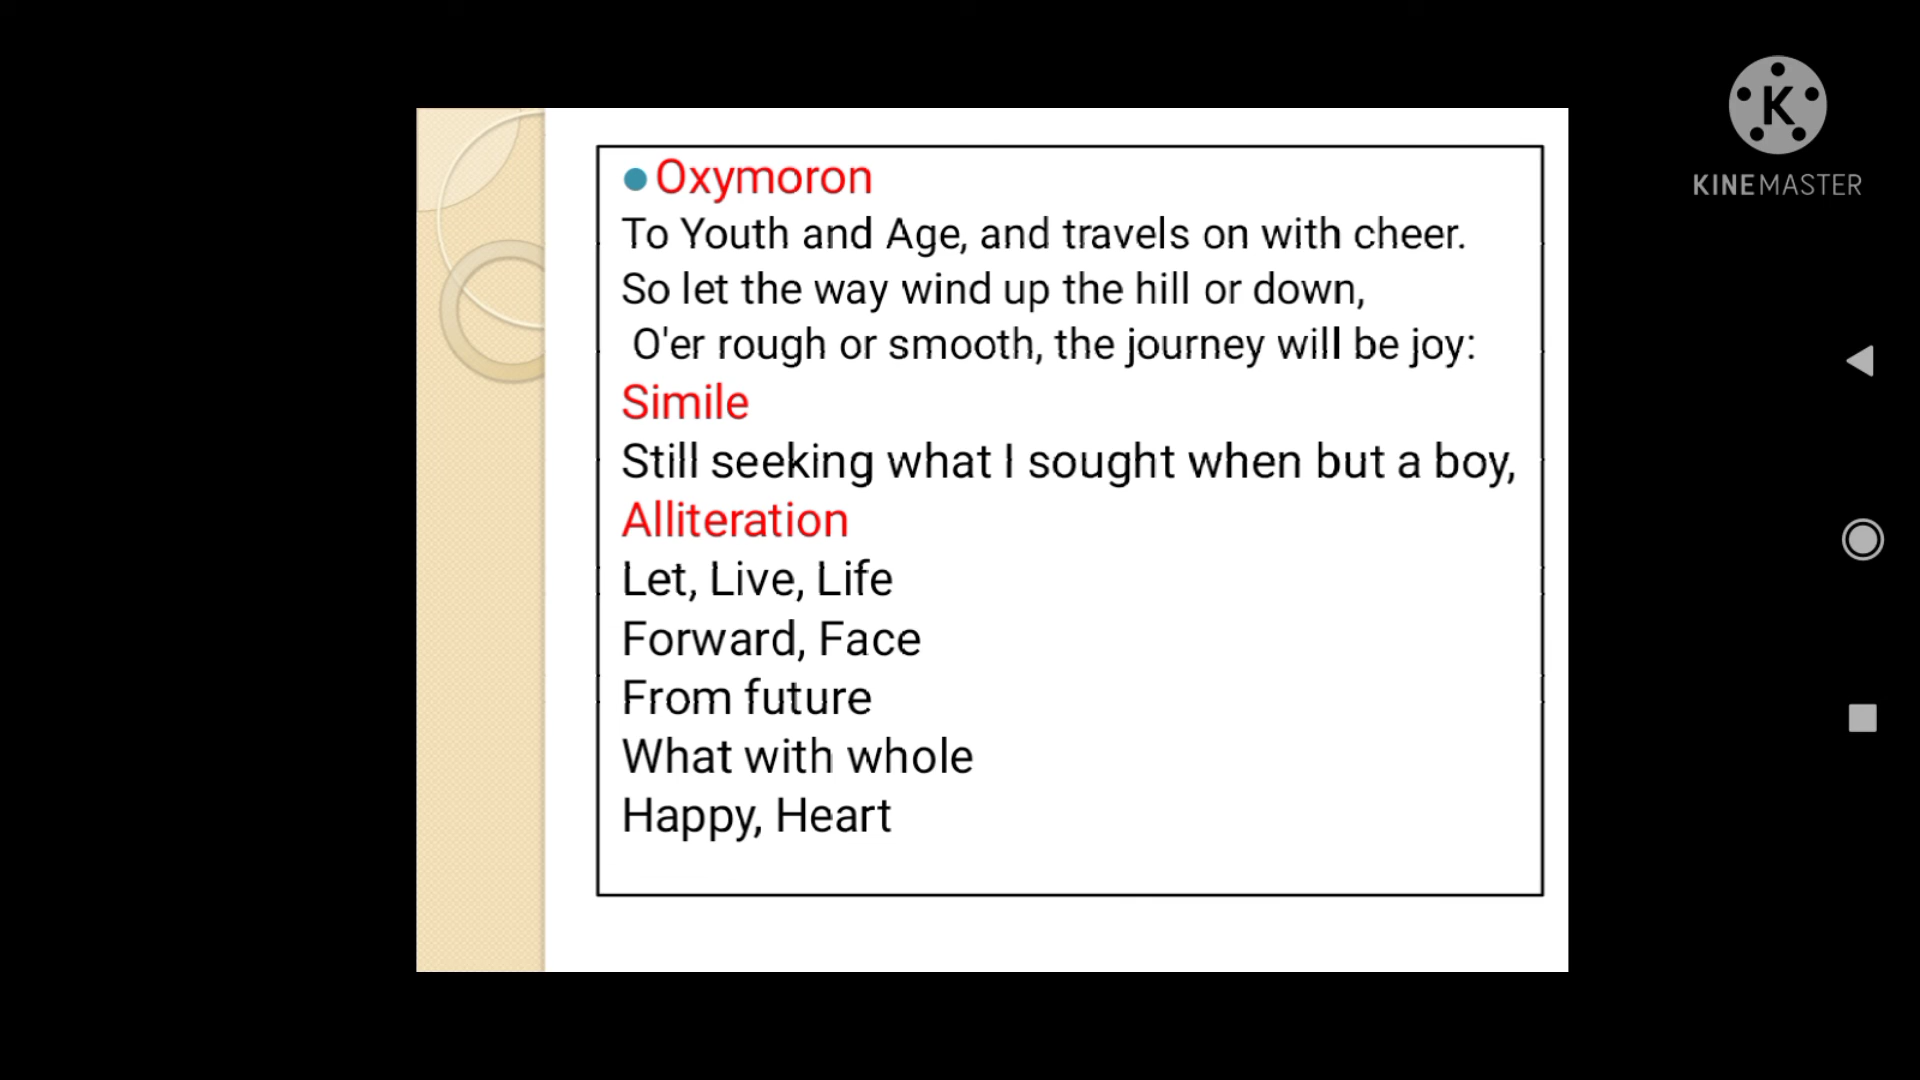 Oxymoron
To Youth and Age, and travels on with cheer.
So let the way wind up the hill or down,
O'er rough or smooth, the journey will be joy:
Simile
Still seeking what I sought when but a boy,
Alliteration
Let, Live, Life
Forward, Face
From future
What with whole
Happy, Heart
K
KINEMASTER